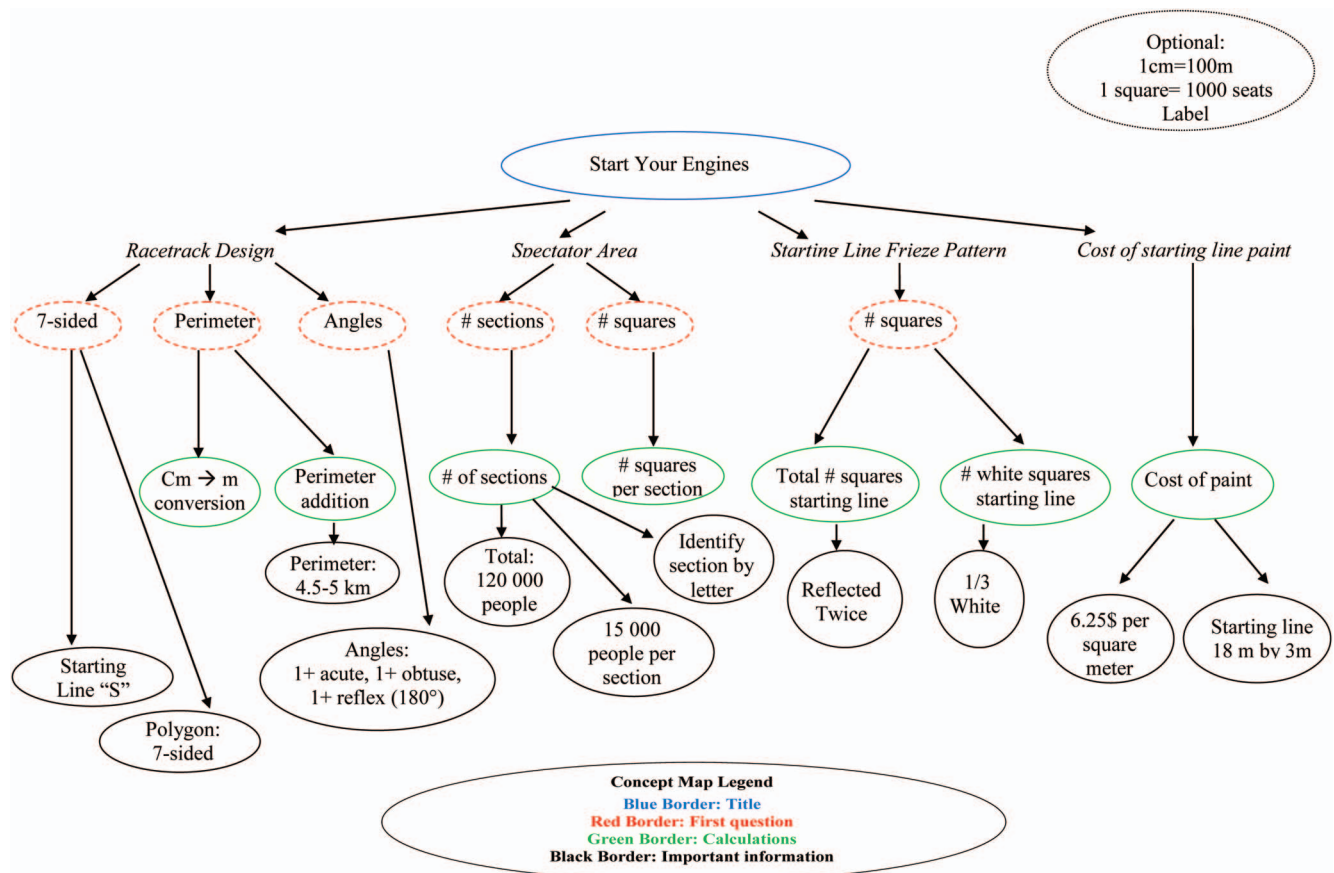 Optional:
1cm=100m
1 square= 1000 seats
Label
Start Your Engines
Racetrack Design
Spectator Area
Starting Line Frieze Pattern
Cost of starting line paint
7-sided
Perimeter
Angles
# sections
# squares
# squares
Cm → m
conversion
Perimeter
addition
# of sections
# squares
per section
Total # squares
starting line
# white squares
starting line
Cost of paint
Perimeter:
4.5-5 km
Total:
120 000
people
Identify
section by
letter
Reflected
Twice
1/3
White
15 000
people per
section
6.25$ per
square
meter
Starting line
18 m by 3m
Starting
Line “S”
Angles:
1+ acute, 1+ obtuse,
1+ reflex (180°)
Polygon:
7-sided
Concept Map Legend
Blue Border: Title
Red Border: First question
Green Border: Calculations
Black Border: Important information